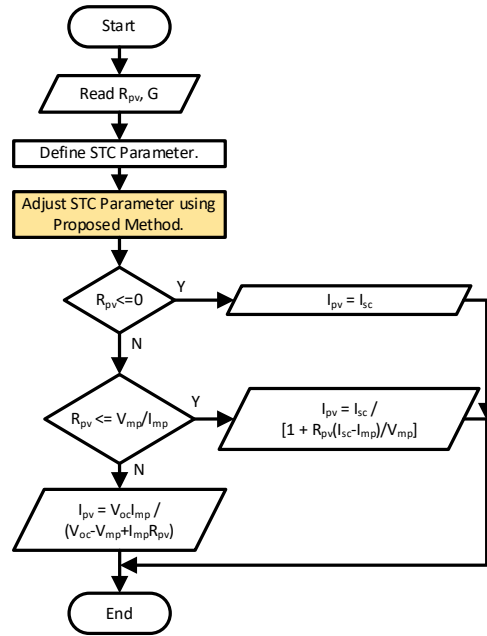 Start
Read Rpv, G
Define STC Parameter.
Adjust STC Parameter using
Proposed Method.
Rpv<=0
Y
Ipv = Isc
N
Rpv <= Vmp/Imp
Y
Ipv = Isc /
[1 + Rpv(Isc-Imp)/Vmp]
N
Ipv = VocImp /
(Voc-Vmp+ImpRpv)
End